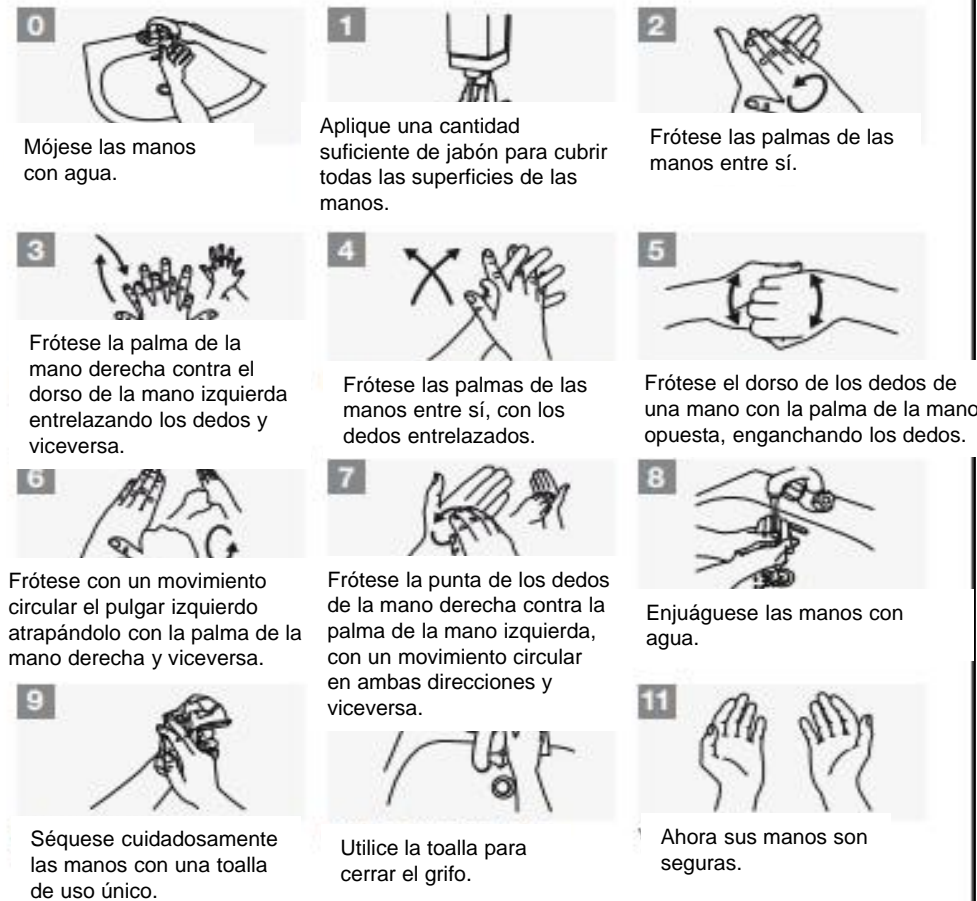 0
Mójese las manos
con agua.
1
Aplique una cantidad
suficiente de jabón para cubrir
todas las superficies de las
manos.
2
Frótese las palmas de las
manos entre sí.
3
Frótese la palma de la
mano derecha contra el
dorso de la mano izquierda
entrelazando los dedos y
viceversa.
4
Frótese las palmas de las
manos entre sí, con los
dedos entrelazados.
5
Frótese el dorso de los dedos de
una mano con la palma de la mano
opuesta, enganchando los dedos.
6
Frótese con un movimiento
circular el pulgar izquierdo
atrapándolo con la palma de la
mano derecha y viceversa.
7
Frótese la punta de los dedos
de la mano derecha contra la
palma de la mano izquierda,
con un movimiento circular
en ambas direcciones y
viceversa.
8
Enjuáguese las manos con
agua.
9
Séquese cuidadosamente
las manos con una toalla
de uso único.
Utilice la toalla para
cerrar el grifo.
11
Ahora sus manos son
seguras.